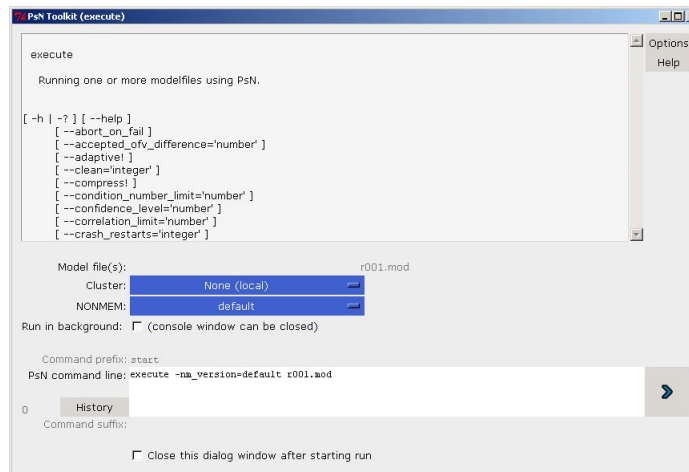 PsN Toolkit (execute)
execute
Running one or more modelfiles using PsN.
[ -h | -? ] [ --help ]
[ --abort_on_fail ]
[ --accepted_ofv_difference='number' ]
[ --adaptive! ]
[ --clean='integer' ]
[ --compress! ]
[ --condition_number_limit='number' ]
[ --confidence_level='number' ]
[ --correlation_limit='number' ]
[ --crash_restarts='integer' ]
Options
Help
Model file(s): r001.mod
Cluster: None (local)
NONMEM: default
Run in background: (console window can be closed)
Command prefix: start
PsN command line: execute -nm_version=default r001.mod
0 History
Command suffix:
Close this dialog window after starting run